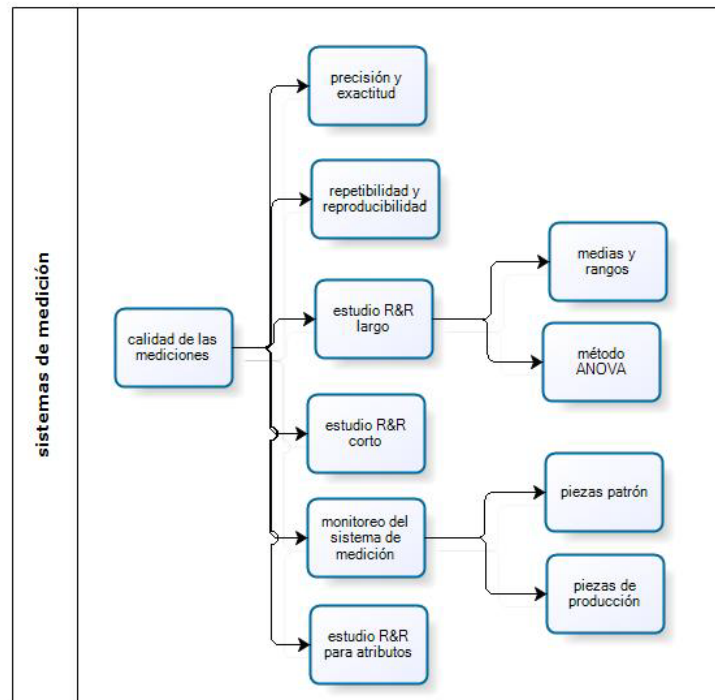 sistemas de medición
calidad de las
mediciones
precisión y
exactitud
repetibilidad y
reproducibilidad
estudio R&R
largo
medias y
rangos
método
ANOVA
estudio R&R
corto
monitoreo del
sistema de
medición
piezas patrón
piezas de
producción
estudio R&R
para atributos